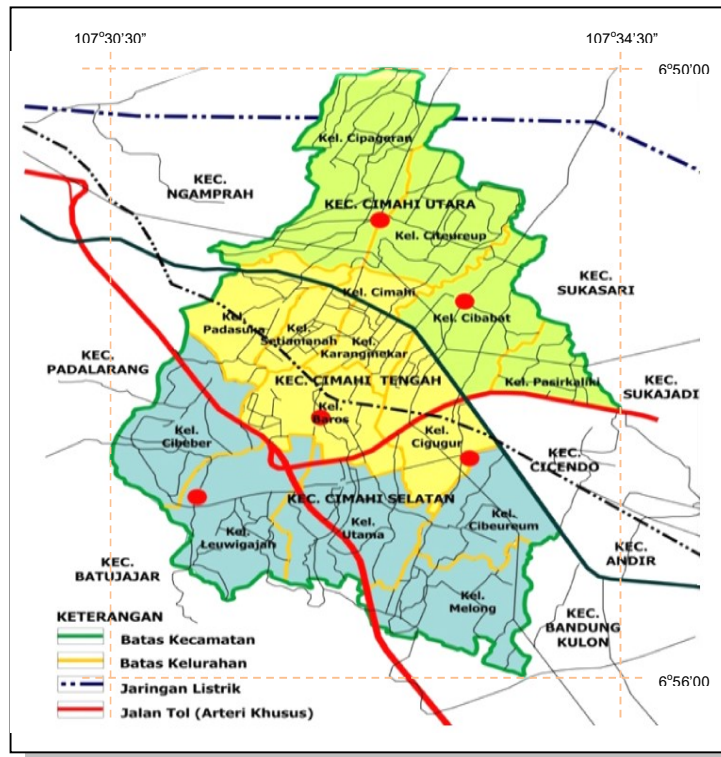 107°30'30"
107°34'30"
6°50'00
Kel. Cipageran
KEC.
NGAMPRAH
KEC. CIMAHI UTARA
Kel. Citeureup
KEC.
SUKASARI
Kel. Cimahi
Kel. Cibabat
Kel.
Padasuka
Kel.
Setiamanah
Kel.
Karangmekar
KEC.
PADALARANG
KEC. CIMAHI TENGAH
Kel. Pasirkaliki
KEC.
SUKAJADI
Kel.
Baros
Kel.
Cibeber
Kel.
Cigugur
KEC.
CICENDO
KEC. CIMAHI SELATAN
Kel.
Leuwigajah
Kel.
Utama
Kel.
Cibeureum
KEC.
ANDIR
KEC.
BATUJAJAR
Kel.
Melong
KEC.
BANDUNG
KULON
6°56'00
KETERANGAN
Batas Kecamatan
Batas Kelurahan
Jaringan Listrik
Jalan Tol (Arteri Khusus)